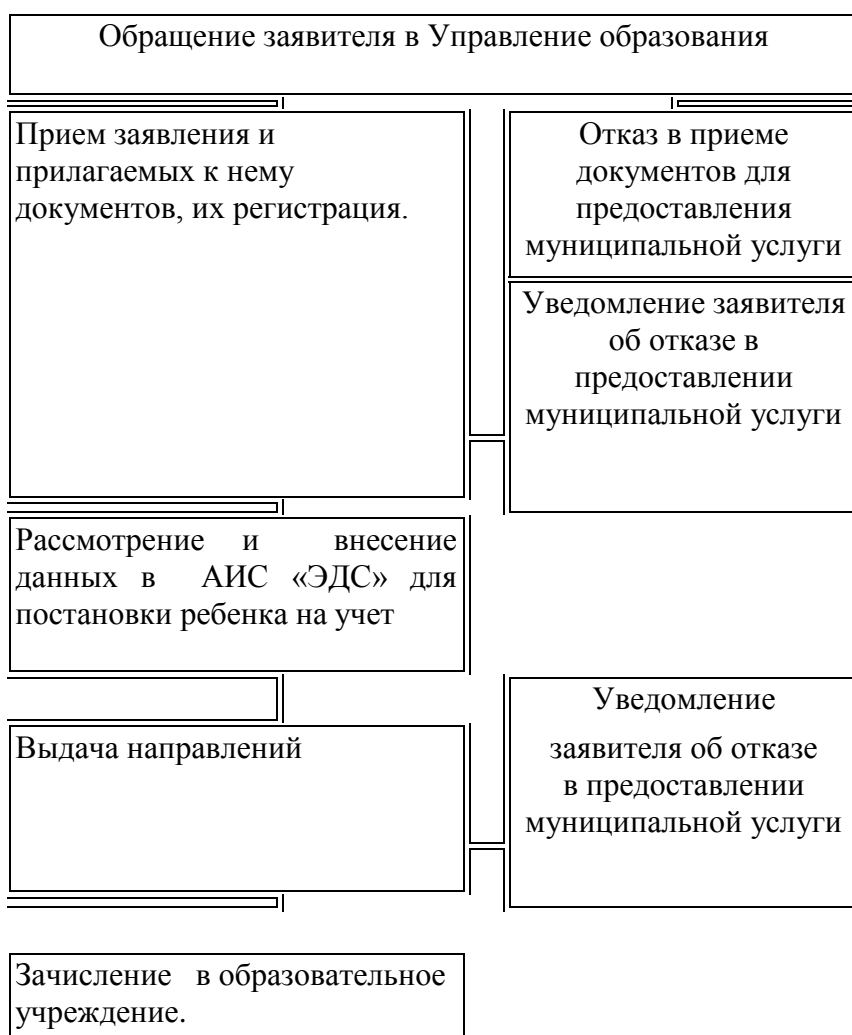 Обращение заявителя в Управление образования
Прием заявления и
прилагаемых к нему
документов, их регистрация.
Отказ в приеме
документов для
предоставления
муниципальной услуги
Уведомление заявителя
об отказе в
предоставлении
муниципальной услуги
Рассмотрение и внесение
данных в АИС «ЭДС» для
постановки ребенка на учет
Выдача направлений
Уведомление
заявителя об отказе
в предоставлении
муниципальной услуги
Зачисление в образовательное
учреждение.